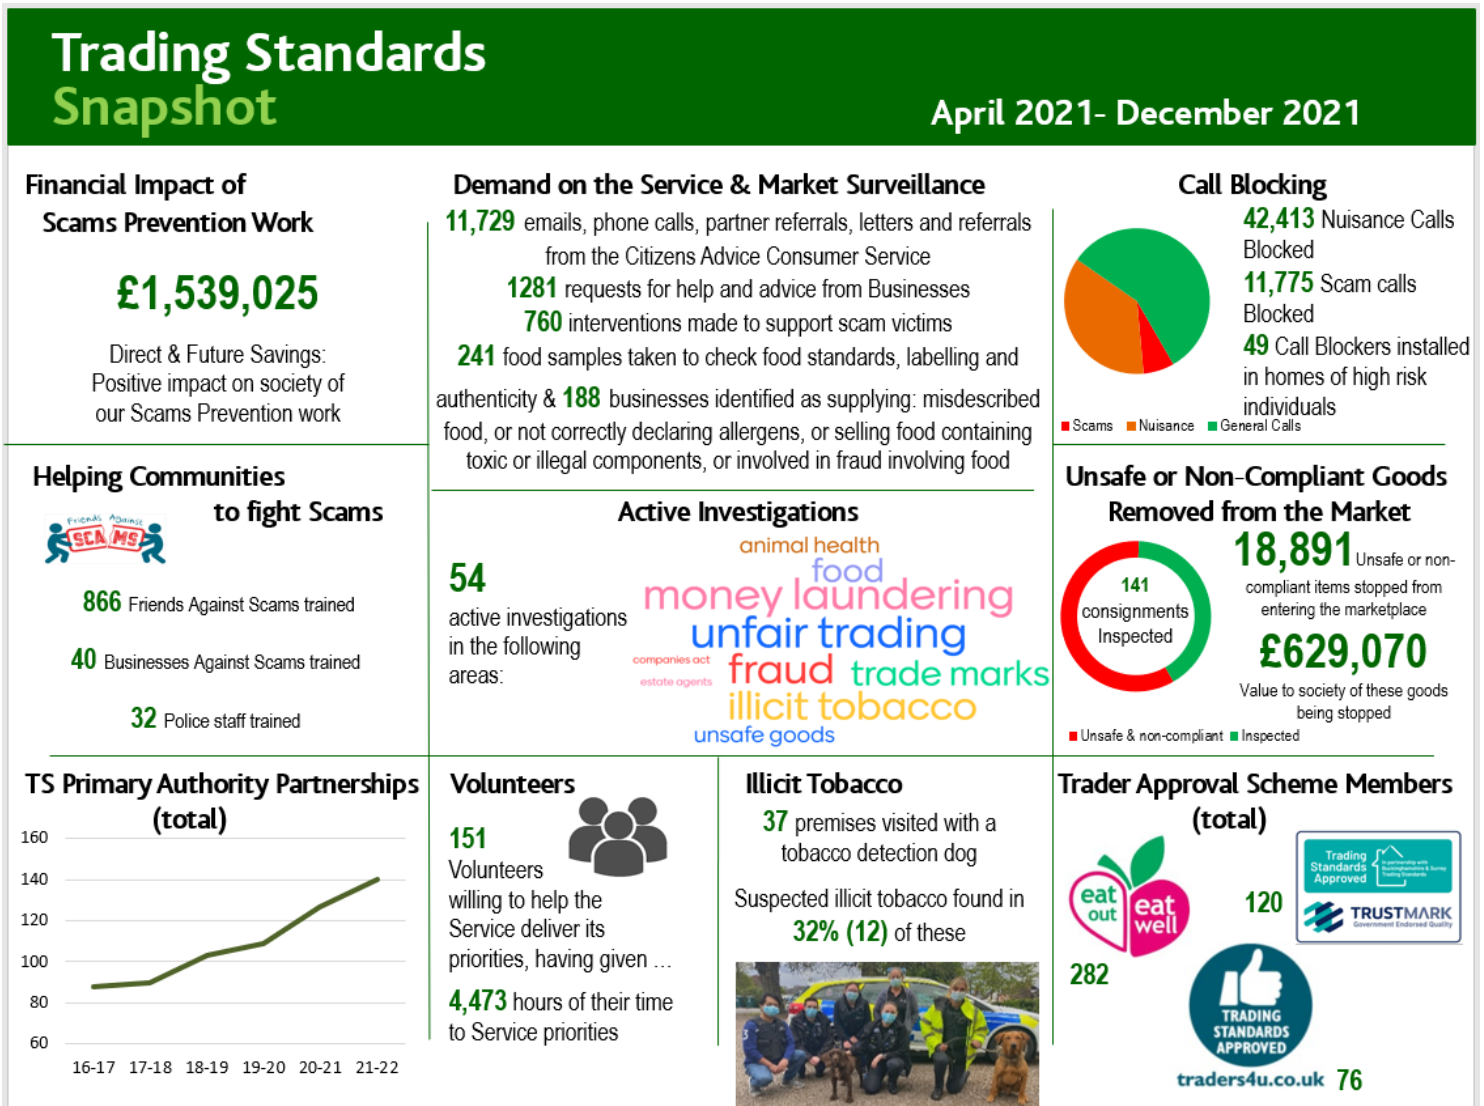 Trading Standards
Snapshot
April 2021- December 2021
Financial Impact of
Scams Prevention Work
£1,539,025
Direct & Future Savings:
Positive impact on society of
our Scams Prevention work
Demand on the Service & Market Surveillance
11,729 emails, phone calls, partner referrals, letters and referrals
from the Citizens Advice Consumer Service
1281 requests for help and advice from Businesses
760 interventions made to support scam victims
241 food samples taken to check food standards, labelling and
authenticity & 188 businesses identified as supplying: misdescribed
food, or not correctly declaring allergens, or selling food containing
toxic or illegal components, or involved in fraud involving food
Call Blocking
42,413 Nuisance Calls
Blocked
11,775 Scam calls
Blocked
49 Call Blockers installed
in homes of high risk
individuals
Scams Nuisance General Calls
Helping Communities
to fight Scams
Friends Against
SCAMS
866 Friends Against Scams trained
40 Businesses Against Scams trained
32 Police staff trained
Active Investigations
54
active investigations
in the following
areas:
animal health
food
money laundering
unfair trading
companies act
fraud trade marks
estate agents
illicit tobacco
unsafe goods
Unsafe or Non-Compliant Goods
Removed from the Market
141
consignments
Inspected
18,891 Unsafe or non-
compliant items stopped from
entering the marketplace
£629,070
Value to society of these goods
being stopped
Unsafe & non-compliant Inspected
TS Primary Authority Partnerships
(total)
160
140
120
100
80
60
16-17 17-18 18-19 19-20 20-21 21-22
Volunteers
151
Volunteers
willing to help the
Service deliver its
priorities, having given ...
4,473 hours of their time
to Service priorities
Illicit Tobacco
37 premises visited with a
tobacco detection dog
Suspected illicit tobacco found in
32% (12) of these
Trader Approval Scheme Members
(total)
eat
out
eat
well
282
120
Trading
Standards
Approved
In partnership with
Buckinghamshire & Surrey
Trading Standards
TRUSTMARK
Government Endorsed Quality
TRADING
STANDARDS
APPROVED
traders4u.co.uk 76